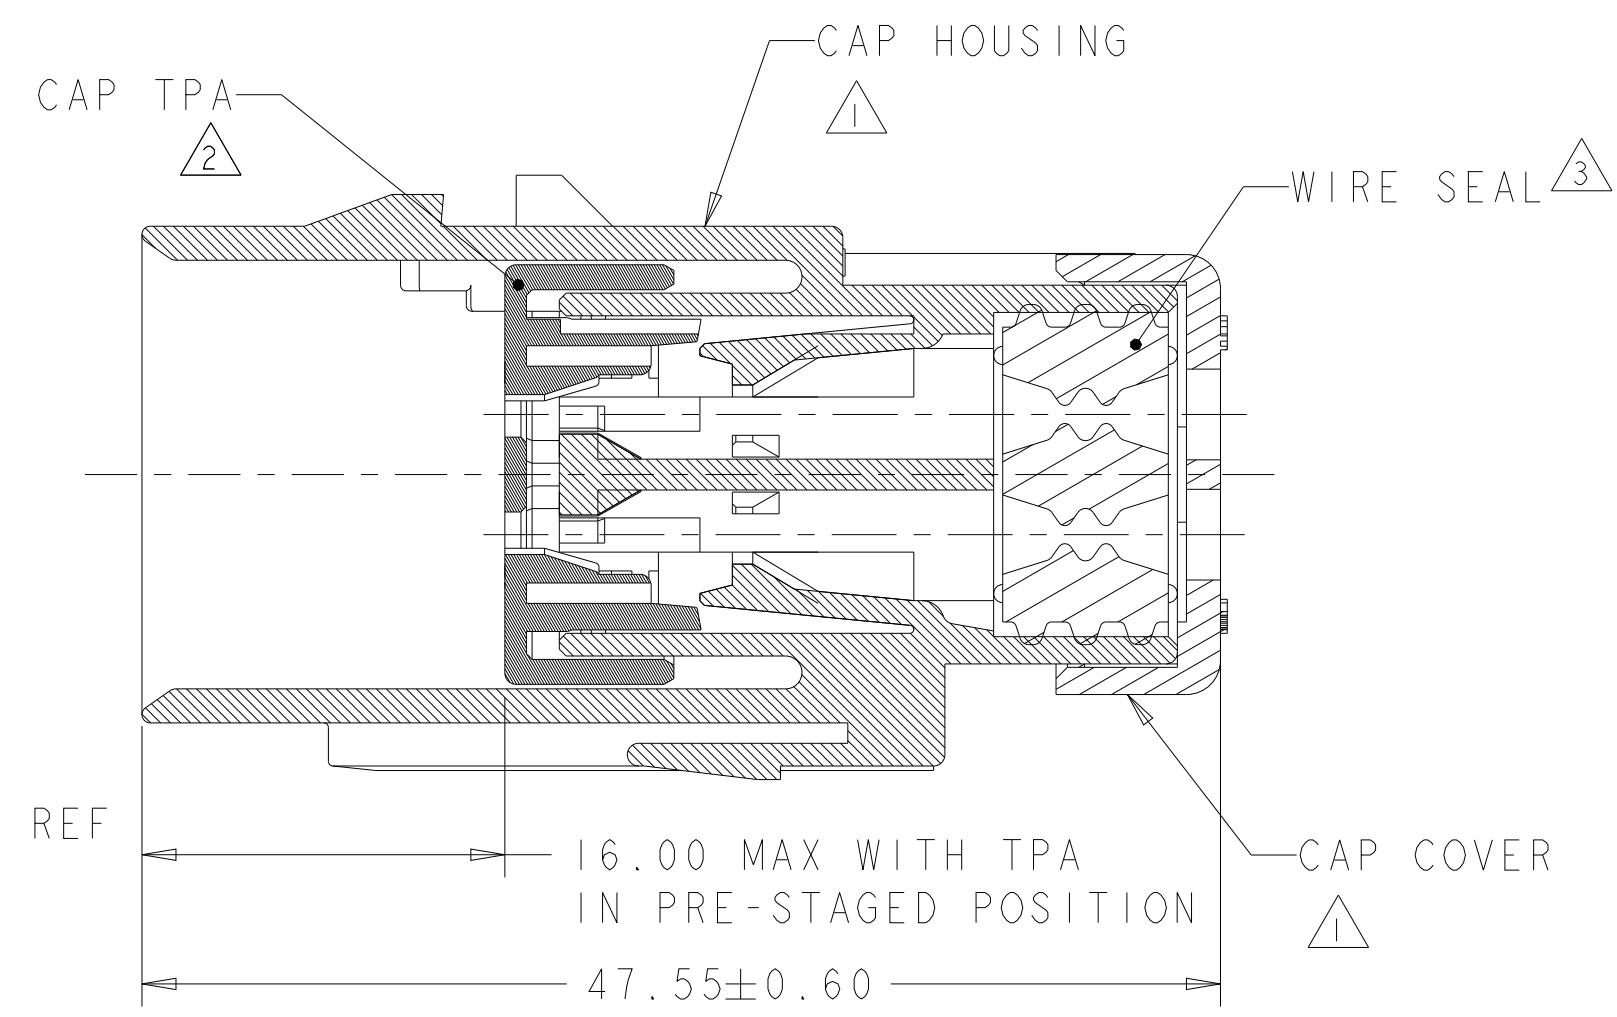 CAP HOUSING
1
CAP TPA
2
WIRE SEAL 3
REF
16.00 MAX WITH TPA
IN PRE-STAGED POSITION
CAP COVER
1
47.55±0.60